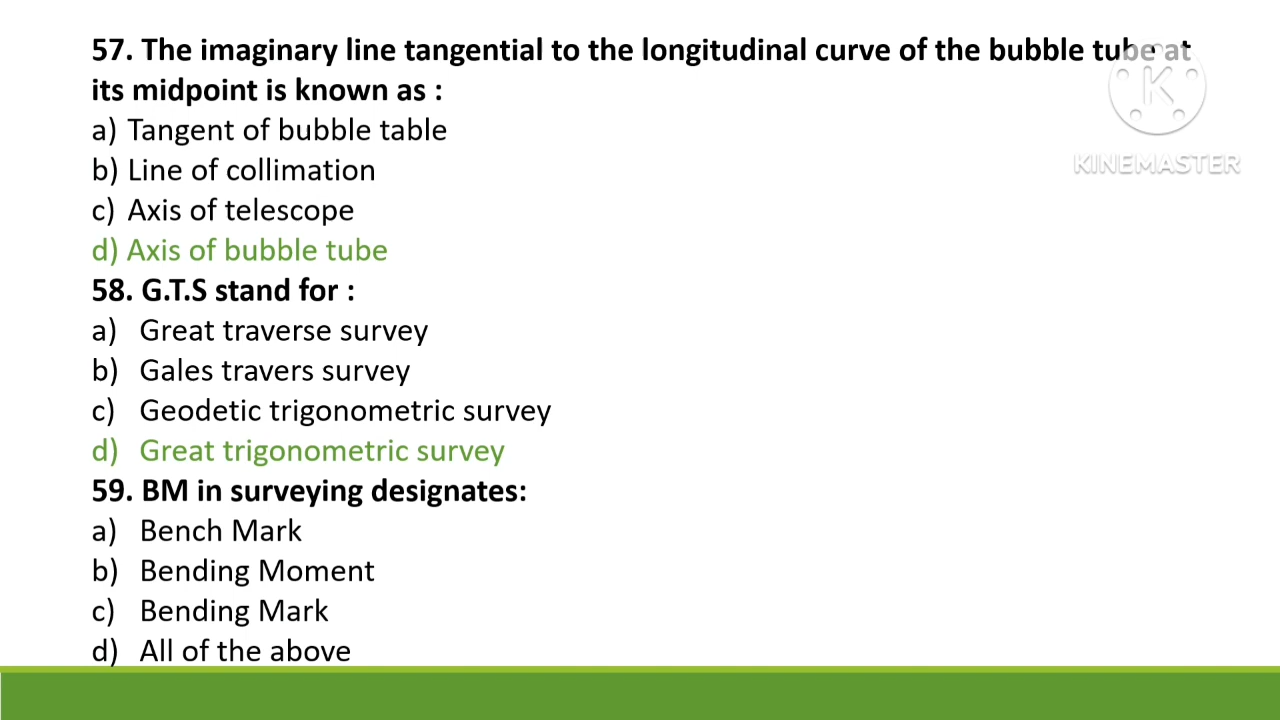 57. The imaginary line tangential to the longitudinal curve of the bubble tube at
its midpoint is known as :
a) Tangent of bubble table
b) Line of collimation
c) Axis of telescope
d) Axis of bubble tube
58. G.T.S stand for :
a) Great traverse survey
b) Gales travers survey
c) Geodetic trigonometric survey
d) Great trigonometric survey
59. BM in surveying designates:
a) Bench Mark
b) Bending Moment
c) Bending Mark
d) All of the above
K
KINEMASTER